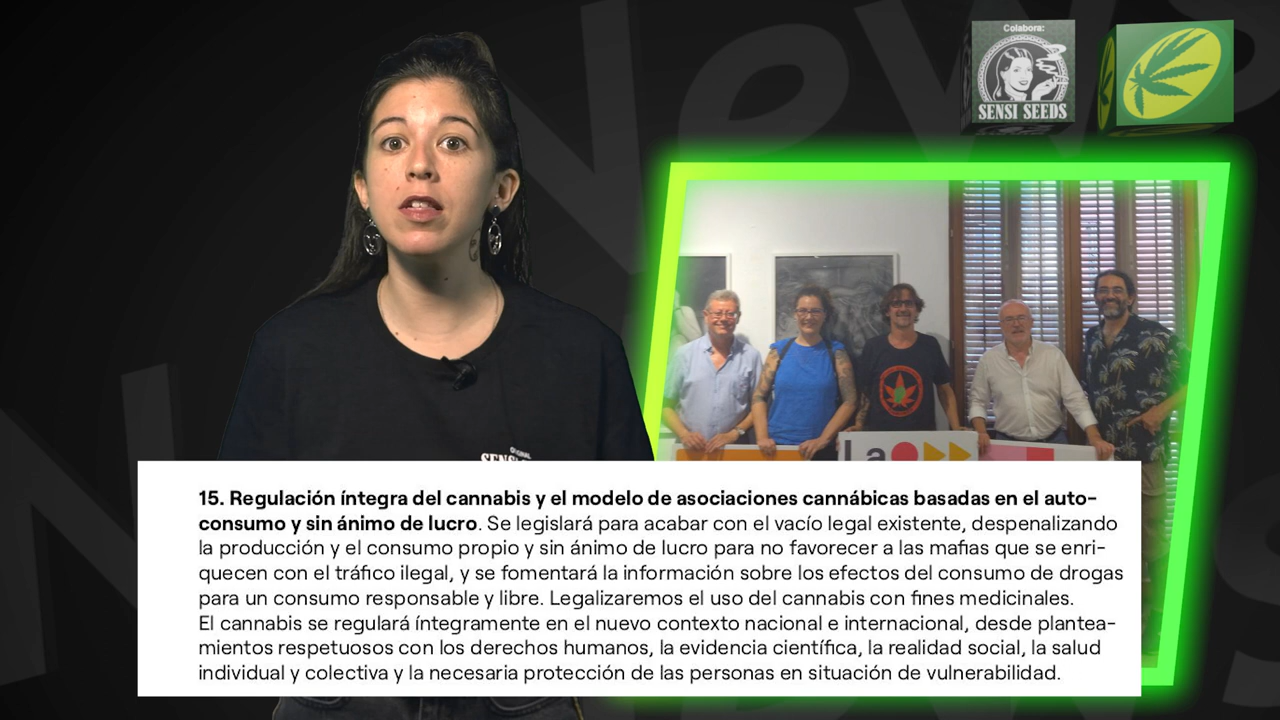 News
Colabora:
SENSI SEEDS
La
ORIGINAL
15. Regulación íntegra del cannabis y el modelo de asociaciones cannábicas basadas en el auto-
consumo y sin ánimo de lucro. Se legislará para acabar con el vacío legal existente, despenalizando
la producción y el consumo propio y sin ánimo de lucro para no favorecer a las mafias que se enri-
quecen con el tráfico ilegal, y se fomentará la información sobre los efectos del consumo de drogas
para un consumo responsable y libre. Legalizaremos el uso del cannabis con fines medicinales.
El cannabis se regulará íntegramente en el nuevo contexto nacional e internacional, desde plantea-
mientos respetuosos con los derechos humanos, la evidencia científica, la realidad social, la salud
individual y colectiva y la necesaria protección de las personas en situación de vulnerabilidad.